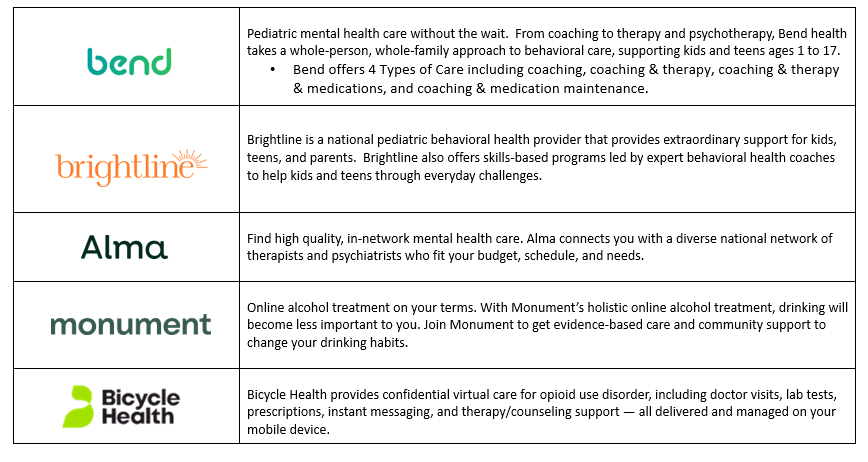 bend
Pediatric mental health care without the wait.  From coaching to therapy and psychotherapy, Bend health
takes a whole-person, whole-family approach to behavioral care, supporting kids and teens ages 1 to 17.
• Bend offers 4 Types of Care including coaching, coaching & therapy, coaching & therapy
& medications, and coaching & medication maintenance.
brightline
Brightline is a national pediatric behavioral health provider that provides extraordinary support for kids,
teens, and parents.  Brightline also offers skills-based programs led by expert behavioral health coaches
to help kids and teens through everyday challenges.
Alma
Find high quality, in-network mental health care. Alma connects you with a diverse national network of
therapists and psychiatrists who fit your budget, schedule, and needs.
monument
Online alcohol treatment on your terms. With Monument’s holistic online alcohol treatment, drinking will
become less important to you. Join Monument to get evidence-based care and community support to
change your drinking habits.
Bicycle
Health
Bicycle Health provides confidential virtual care for opioid use disorder, including doctor visits, lab tests,
prescriptions, instant messaging, and therapy/counseling support — all delivered and managed on your
mobile device.